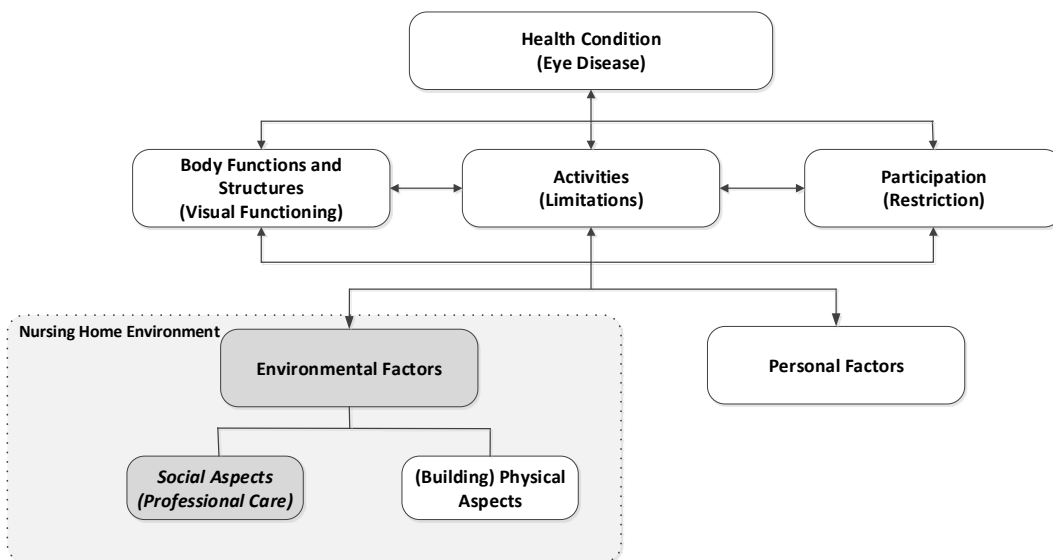 Health Condition
(Eye Disease)
Body Functions and
Structures
(Visual Functioning)
Activities
(Limitations)
Participation
(Restriction)
Nursing Home Environment
Environmental Factors
Personal Factors
Social Aspects
(Professional Care)
(Building) Physical
Aspects